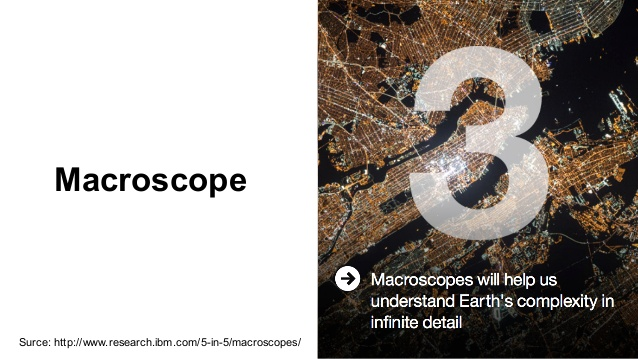 Macroscope
Surce: http://www.research.ibm.com/5-in-5/macroscopes/
3
Macroscopes will help us
understand Earth's complexity in
infinite detail